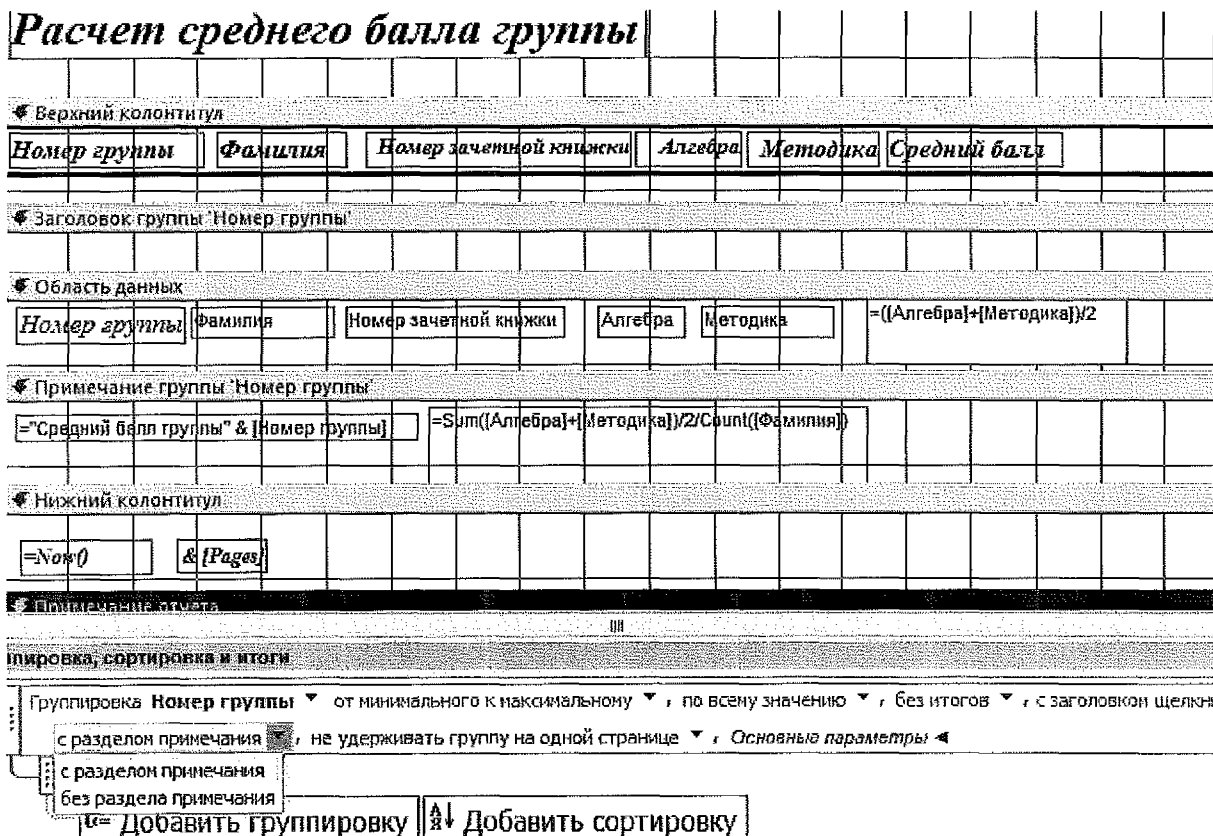 Расчет среднего балла группы
Верхний колонтитул
Номер группы Фамилия Номер зачетной книжки Алгебра Методика Средний балл
Заголовок группы 'Номер группы'
Область данных
Номер группы Фамилия Номер зачетной книжки Алгебра Методика =([Алгебра]+[Методика])/2
Примечание группы 'Номер группы'
="Средний балл группы" & [Номер группы] =Sum([Алгебра]+[Методика])/2/Count([Фамилия])
Нижний колонтитул
=Now() & [Pages]
Примечание отчета
ппировка, сортировка и итоги
Группировка Номер группы от минимального к максимальному , по всему значению , без итогов , с заголовком щелкн
с разделом примечания , не удерживать группу на одной странице , Основные параметры
с разделом примечания
без раздела примечания
Добавить группировку Добавить сортировку